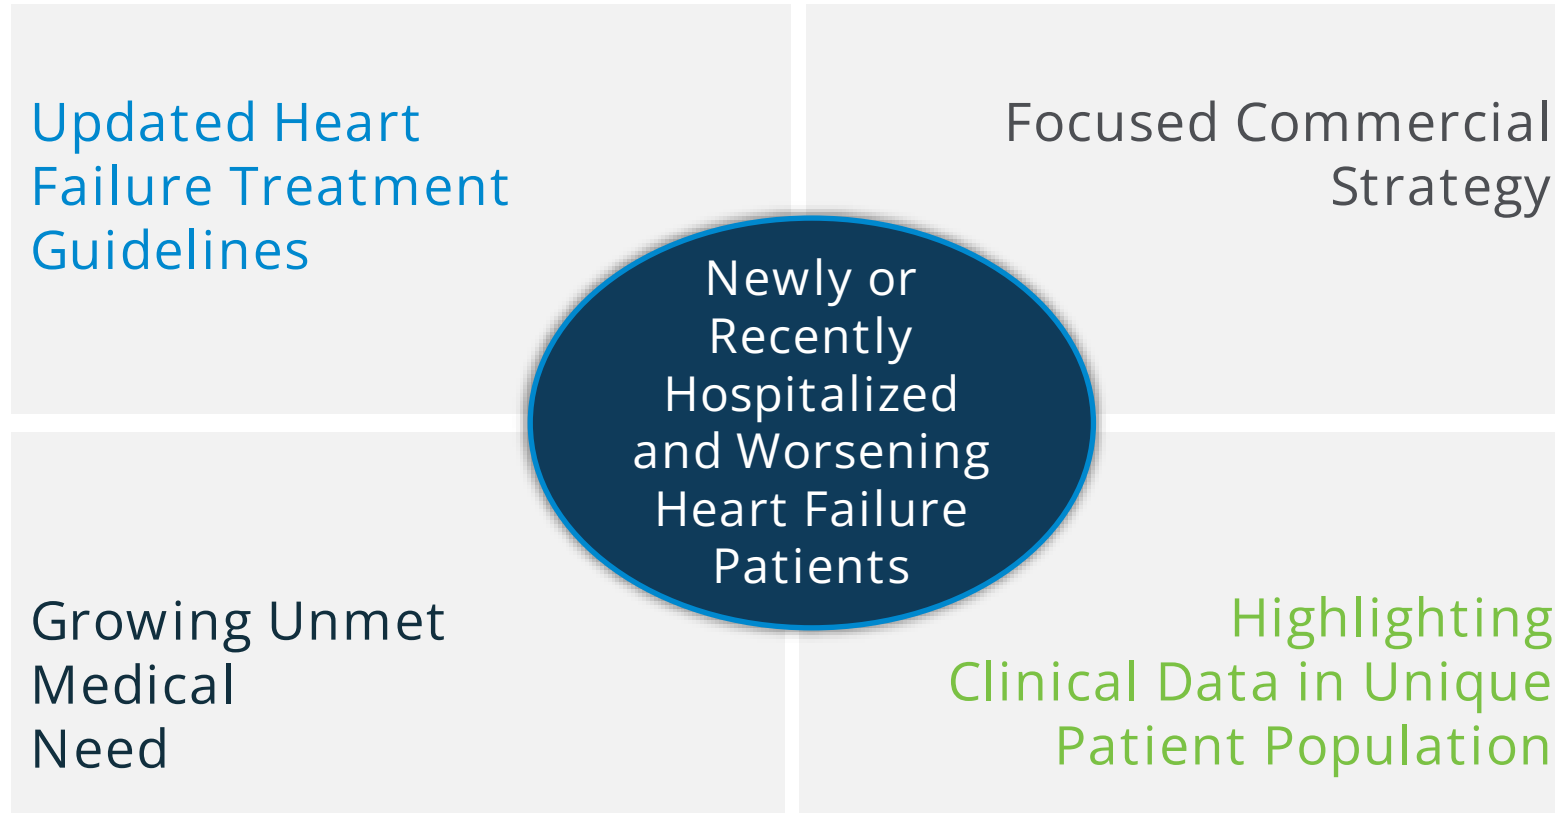 Updated Heart
Failure Treatment
Guidelines
Focused Commercial
Strategy
Newly or
Recently
Hospitalized
and Worsening
Heart Failure
Patients
Growing Unmet
Medical
Need
Highlighting
Clinical Data in Unique
Patient Population